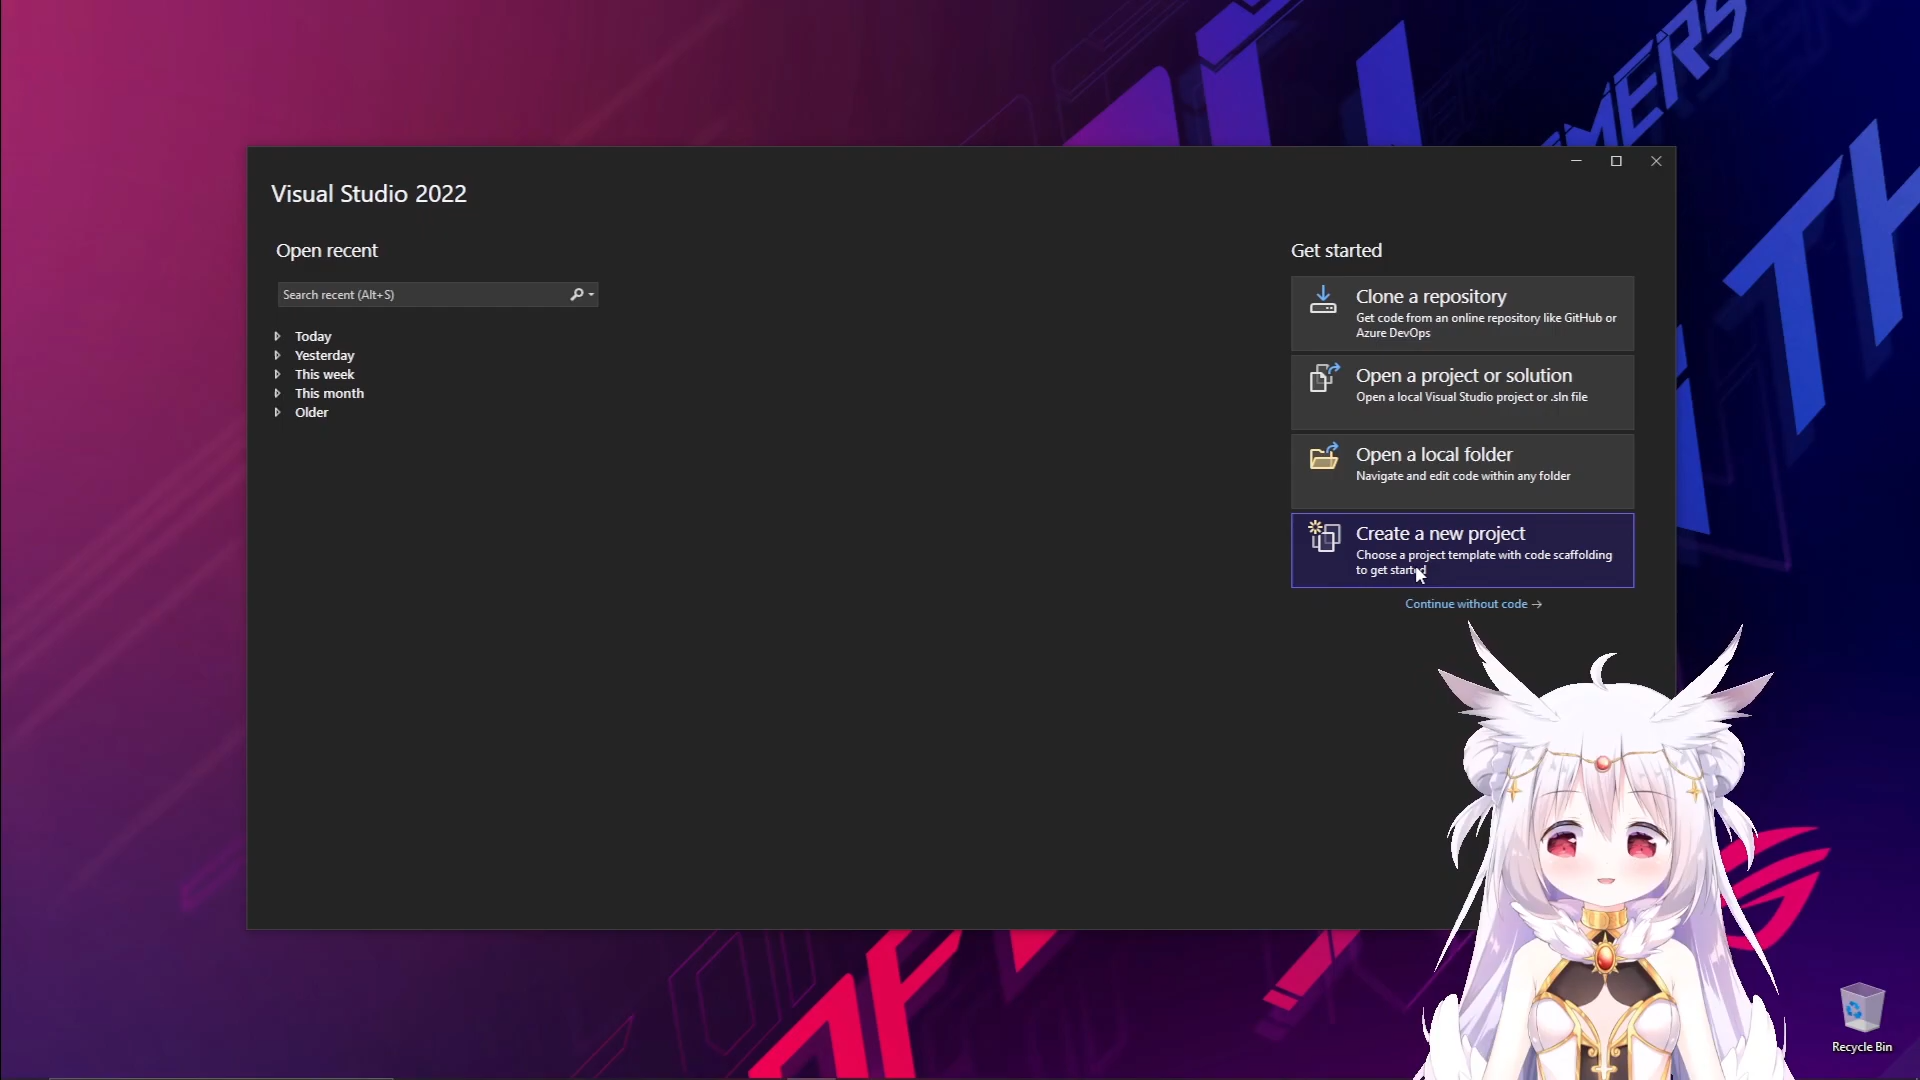 Visual Studio 2022
Open recent
Search recent (Alt+S)
Today
Yesterday
This week
This month
Older
Get started
Clone a repository
Get code from an online repository like GitHub or
Azure DevOps
Open a project or solution
Open a local Visual Studio project or .sln file
Open a local folder
Navigate and edit code within any folder
Create a new project
Choose a project template with code scaffolding
to get started
Continue without code →
Recycle Bin